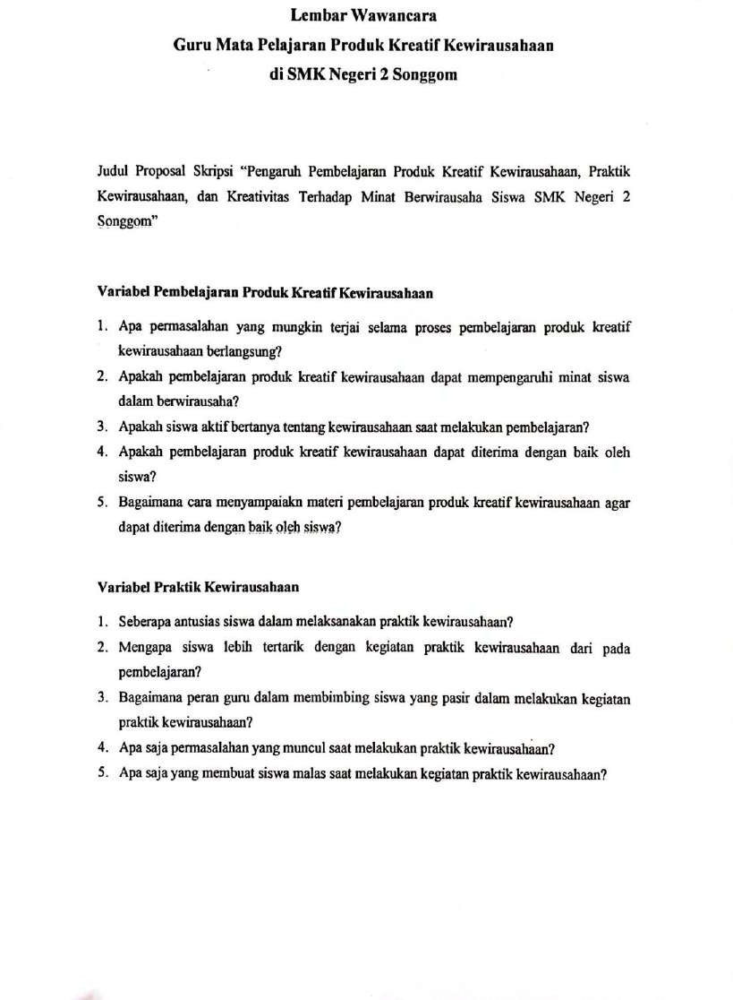 Lembar Wawancara
Guru Mata Pelajaran Produk Kreatif Kewirausahaan
di SMK Negeri 2 Songgom
Judul Proposal Skripsi “Pengaruh Pembelajaran Produk Kreatif Kewirausahaan, Praktik
Kewirausahaan, dan Kreativitas Terhadap Minat Berwirausaha Siswa SMK Negeri 2
Songgom”
Variabel Pembelajaran Produk Kreatif Kewirausahaan
1. Apa permasalahan yang mungkin terjai selama proses pembelajaran produk kreatif
kewirausahaan berlangsung?
2. Apakah pembelajaran produk kreatif kewirausahaan dapat mempengaruhi minat siswa
dalam berwirausaha?
3. Apakah siswa aktif bertanya tentang kewirausahaan saat melakukan pembelajaran?
4. Apakah pembelajaran produk kreatif kewirausahaan dapat diterima dengan baik oleh
siswa?
5. Bagaimana cara menyampaiakn materi pembelajaran produk kreatif kewirausahaan agar
dapat diterima dengan baik oleh siswa?
Variabel Praktik Kewirausahaan
1. Seberapa antusias siswa dalam melaksanakan praktik kewirausahaan?
2. Mengapa siswa lebih tertarik dengan kegiatan praktik kewirausahaan dari pada
pembelajaran?
3. Bagaimana peran guru dalam membimbing siswa yang pasir dalam melakukan kegiatan
praktik kewirausahaan?
4. Apa saja permasalahan yang muncul saat melakukan praktik kewirausahaan?
5. Apa saja yang membuat siswa malas saat melakukan kegiatan praktik kewirausahaan?